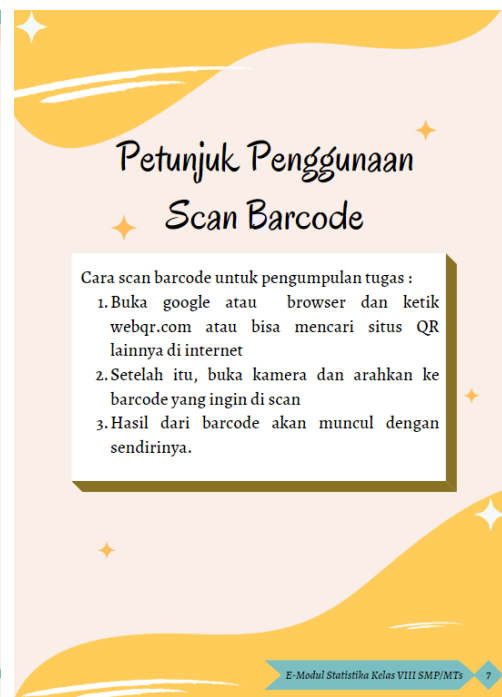 Petunjuk Penggunaan
Scan Barcode
Cara scan barcode untuk pengumpulan tugas :
1. Buka google atau browser dan ketik
webqr.com atau bisa mencari situs QR
lainnya di internet
2. Setelah itu, buka kamera dan arahkan ke
barcode yang ingin di scan
3. Hasil dari barcode akan muncul dengan
sendirinya.
E-Modul Statistika Kelas VIII SMP/MTs 7